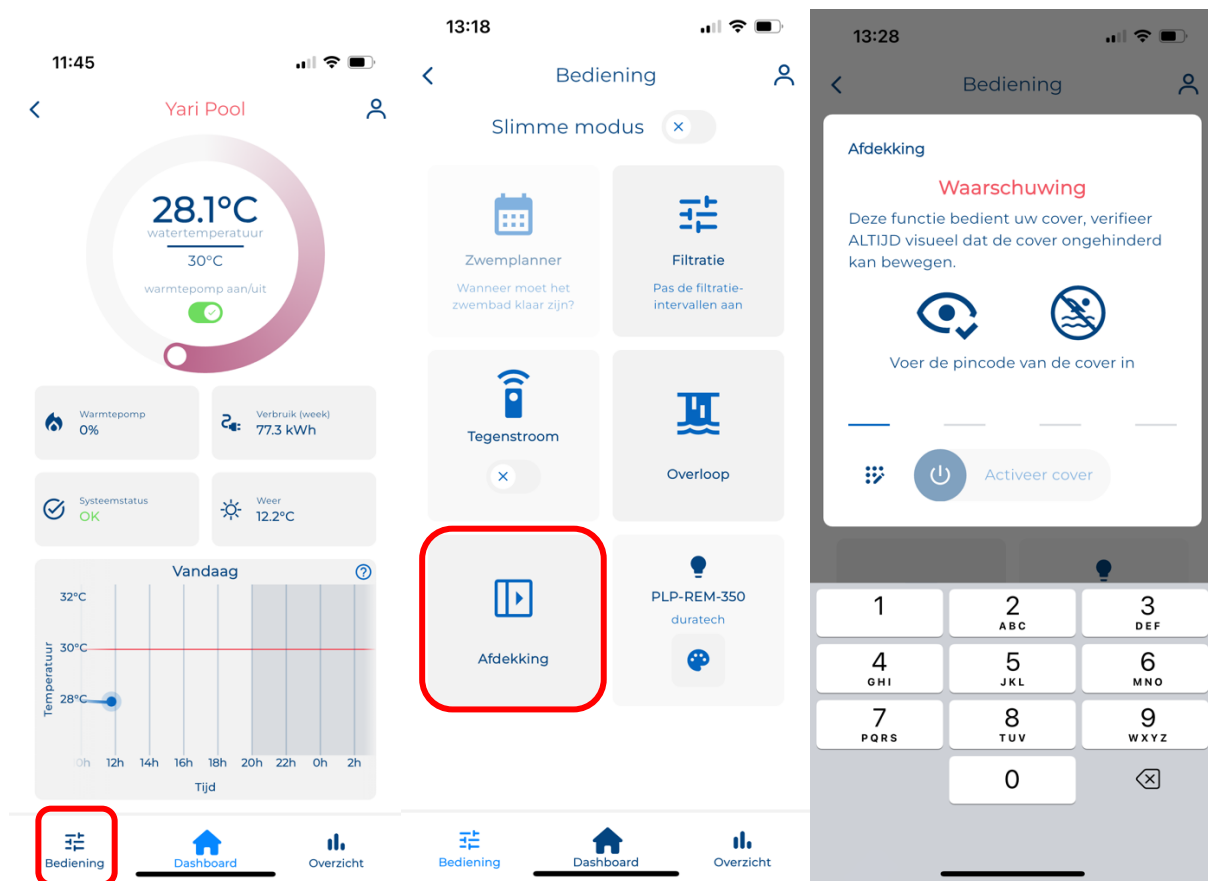 11:45
Yari Pool
28.1°C
watertemperatuur
30°C
warmtepomp aan/uit
Warmtepomp
0%
Verbruik (week)
77.3 kWh
Systeemstatus
OK
Weer
12.2°C
Vandaag
32°C
30°C
28°C
Temperatuur
0h 12h 14h 16h 18h 20h 22h 0h 2h
Tijd
Bediening
Dashboard
Overzicht
13:18
Bediening
Slimme modus
Zwemplanner
Wanneer moet het
zwembad klaar zijn?
Filtratie
Pas de filtratie-
intervallen aan
Tegenstroom
Overloop
Afdekking
PLP-REM-350
duratech
Bediening
Dashboard
Overzicht
13:28
Bediening
Afdekking
Waarschuwing
Deze functie bedient uw cover, verifieer
ALTIJD visueel dat de cover ongehinderd
kan bewegen.
Voer de pincode van de cover in
Activeer cover
1
2
ABC
3
DEF
4
GHI
5
JKL
6
MNO
7
PQRS
8
TUV
9
WXYZ
0